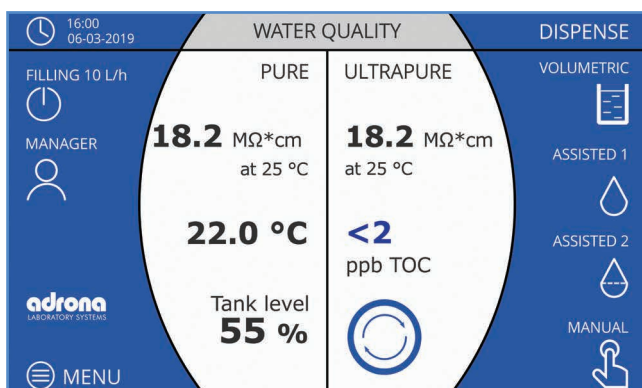 16:00
06-03-2019
WATER QUALITY
DISPENSE
FILLING 10 L/h
MANAGER
adrona
LABORATORY SYSTEMS
MENU
PURE
18.2 MΩ*cm
at 25 °C
22.0 °C
Tank level
55 %
ULTRAPURE
18.2 MΩ*cm
at 25 °C
<2
ppb TOC
VOLUMETRIC
ASSISTED 1
ASSISTED 2
MANUAL